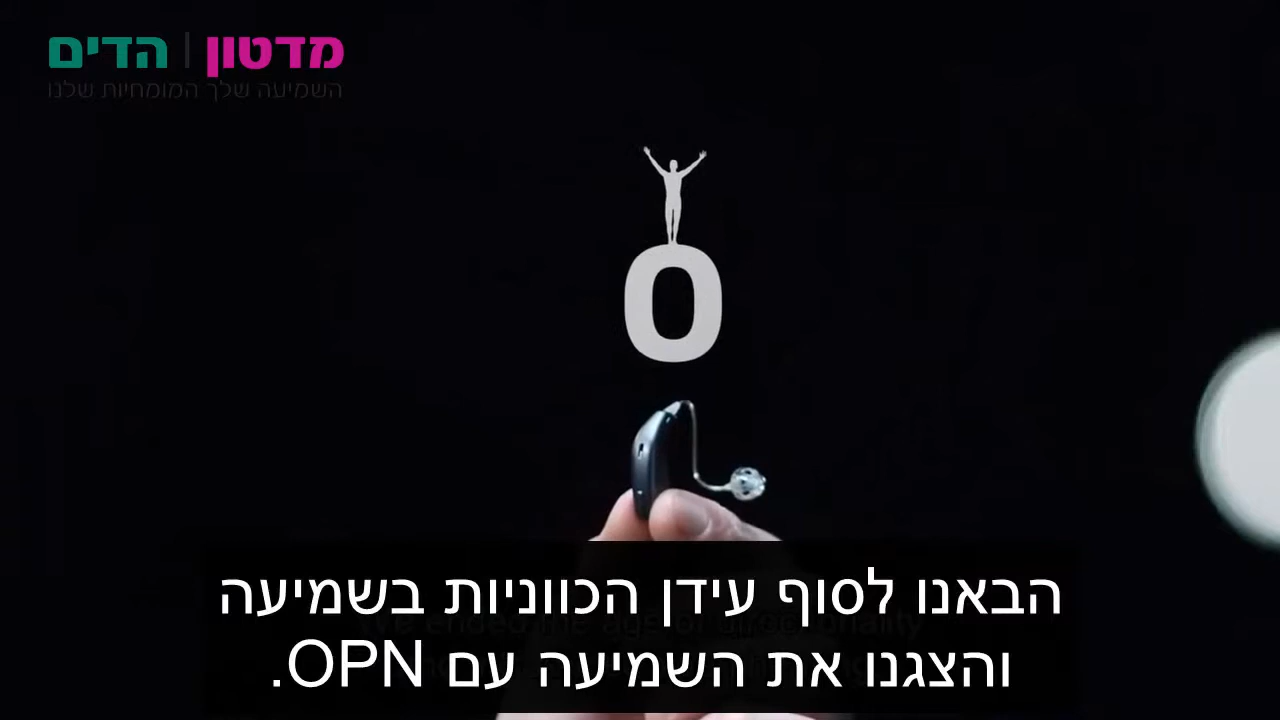 מדטון | הדים
השמיעה שלך המומחיות שלנו
O
הבאנו לסוף עידן הכווניות בשמיעה
והצגנו את השמיעה עם OPN.